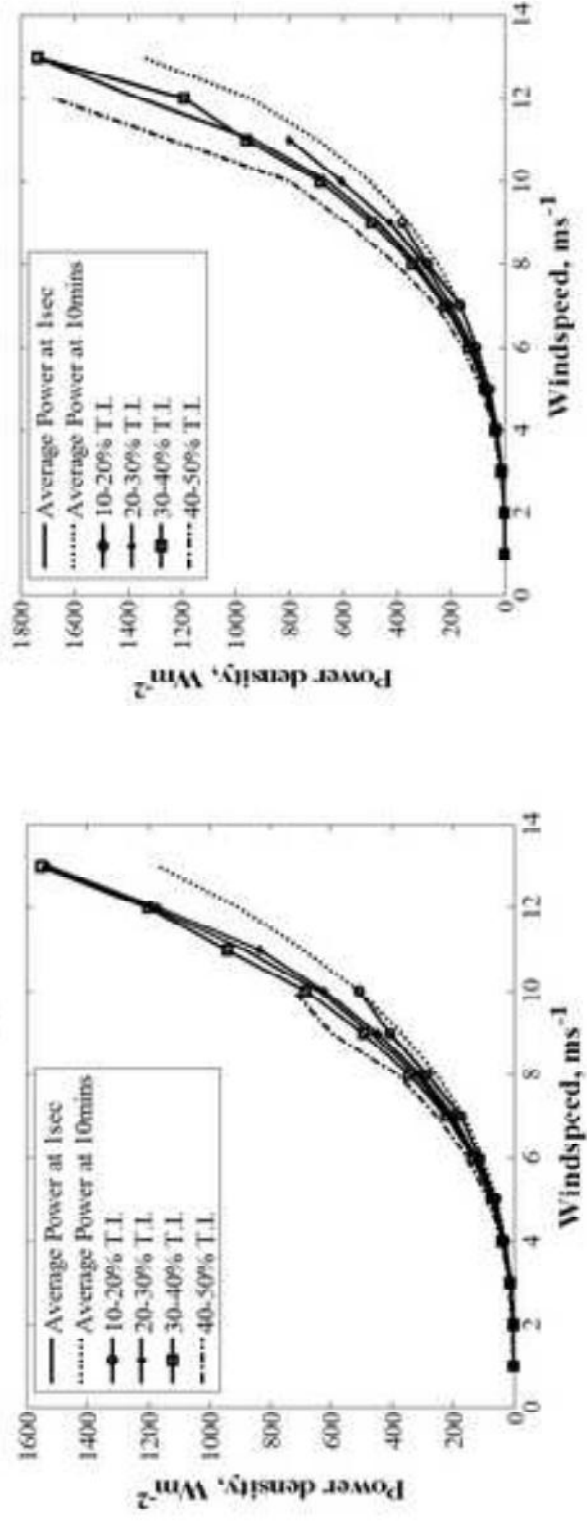 1600
1400
1200
1000
800
600
400
200
0
Power density, Wm-2
Average Power at 1sec
Average Power at 10mins
10-20% T.I.
20-30% T.I.
30-40% T.I.
40-50% T.I.
0 2 4 6 8 10 12 14
Windspeed, ms-1
1800
1600
1400
1200
1000
800
600
400
200
0
Power density, Wm-2
Average Power at 1sec
Average Power at 10mins
10-20% T.I.
20-30% T.I.
30-40% T.I.
40-50% T.I.
0 2 4 6 8 10 12 14
Windspeed, ms-1